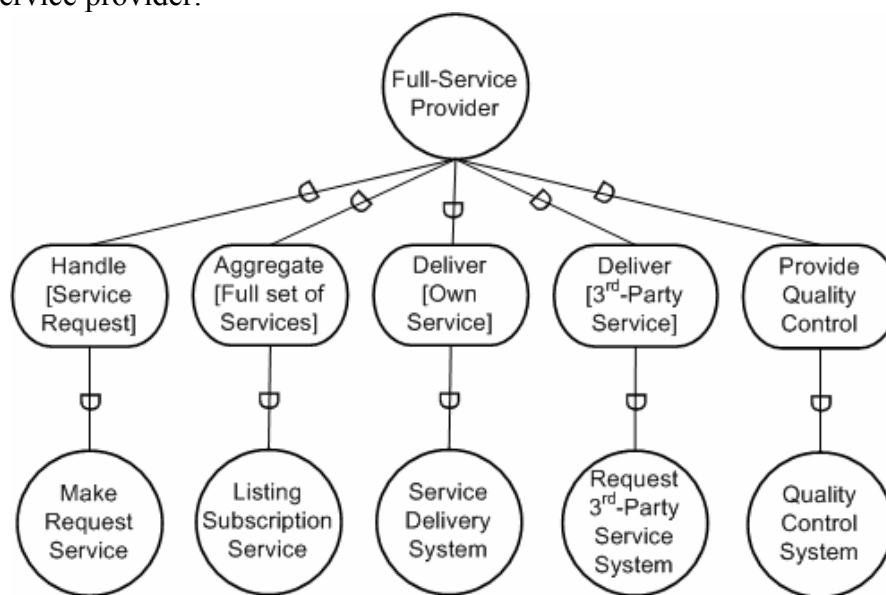 ervice provider.
Full-Service
Provider
Handle
[Service
Request]
Aggregate
[Full set of
Services]
Deliver
[Own
Service]
Deliver
[3rd-Party
Service]
Provide
Quality
Control
Make
Request
Service
Listing
Subscription
Service
Service
Delivery
System
Request
3rd-Party
Service
System
Quality
Control
System